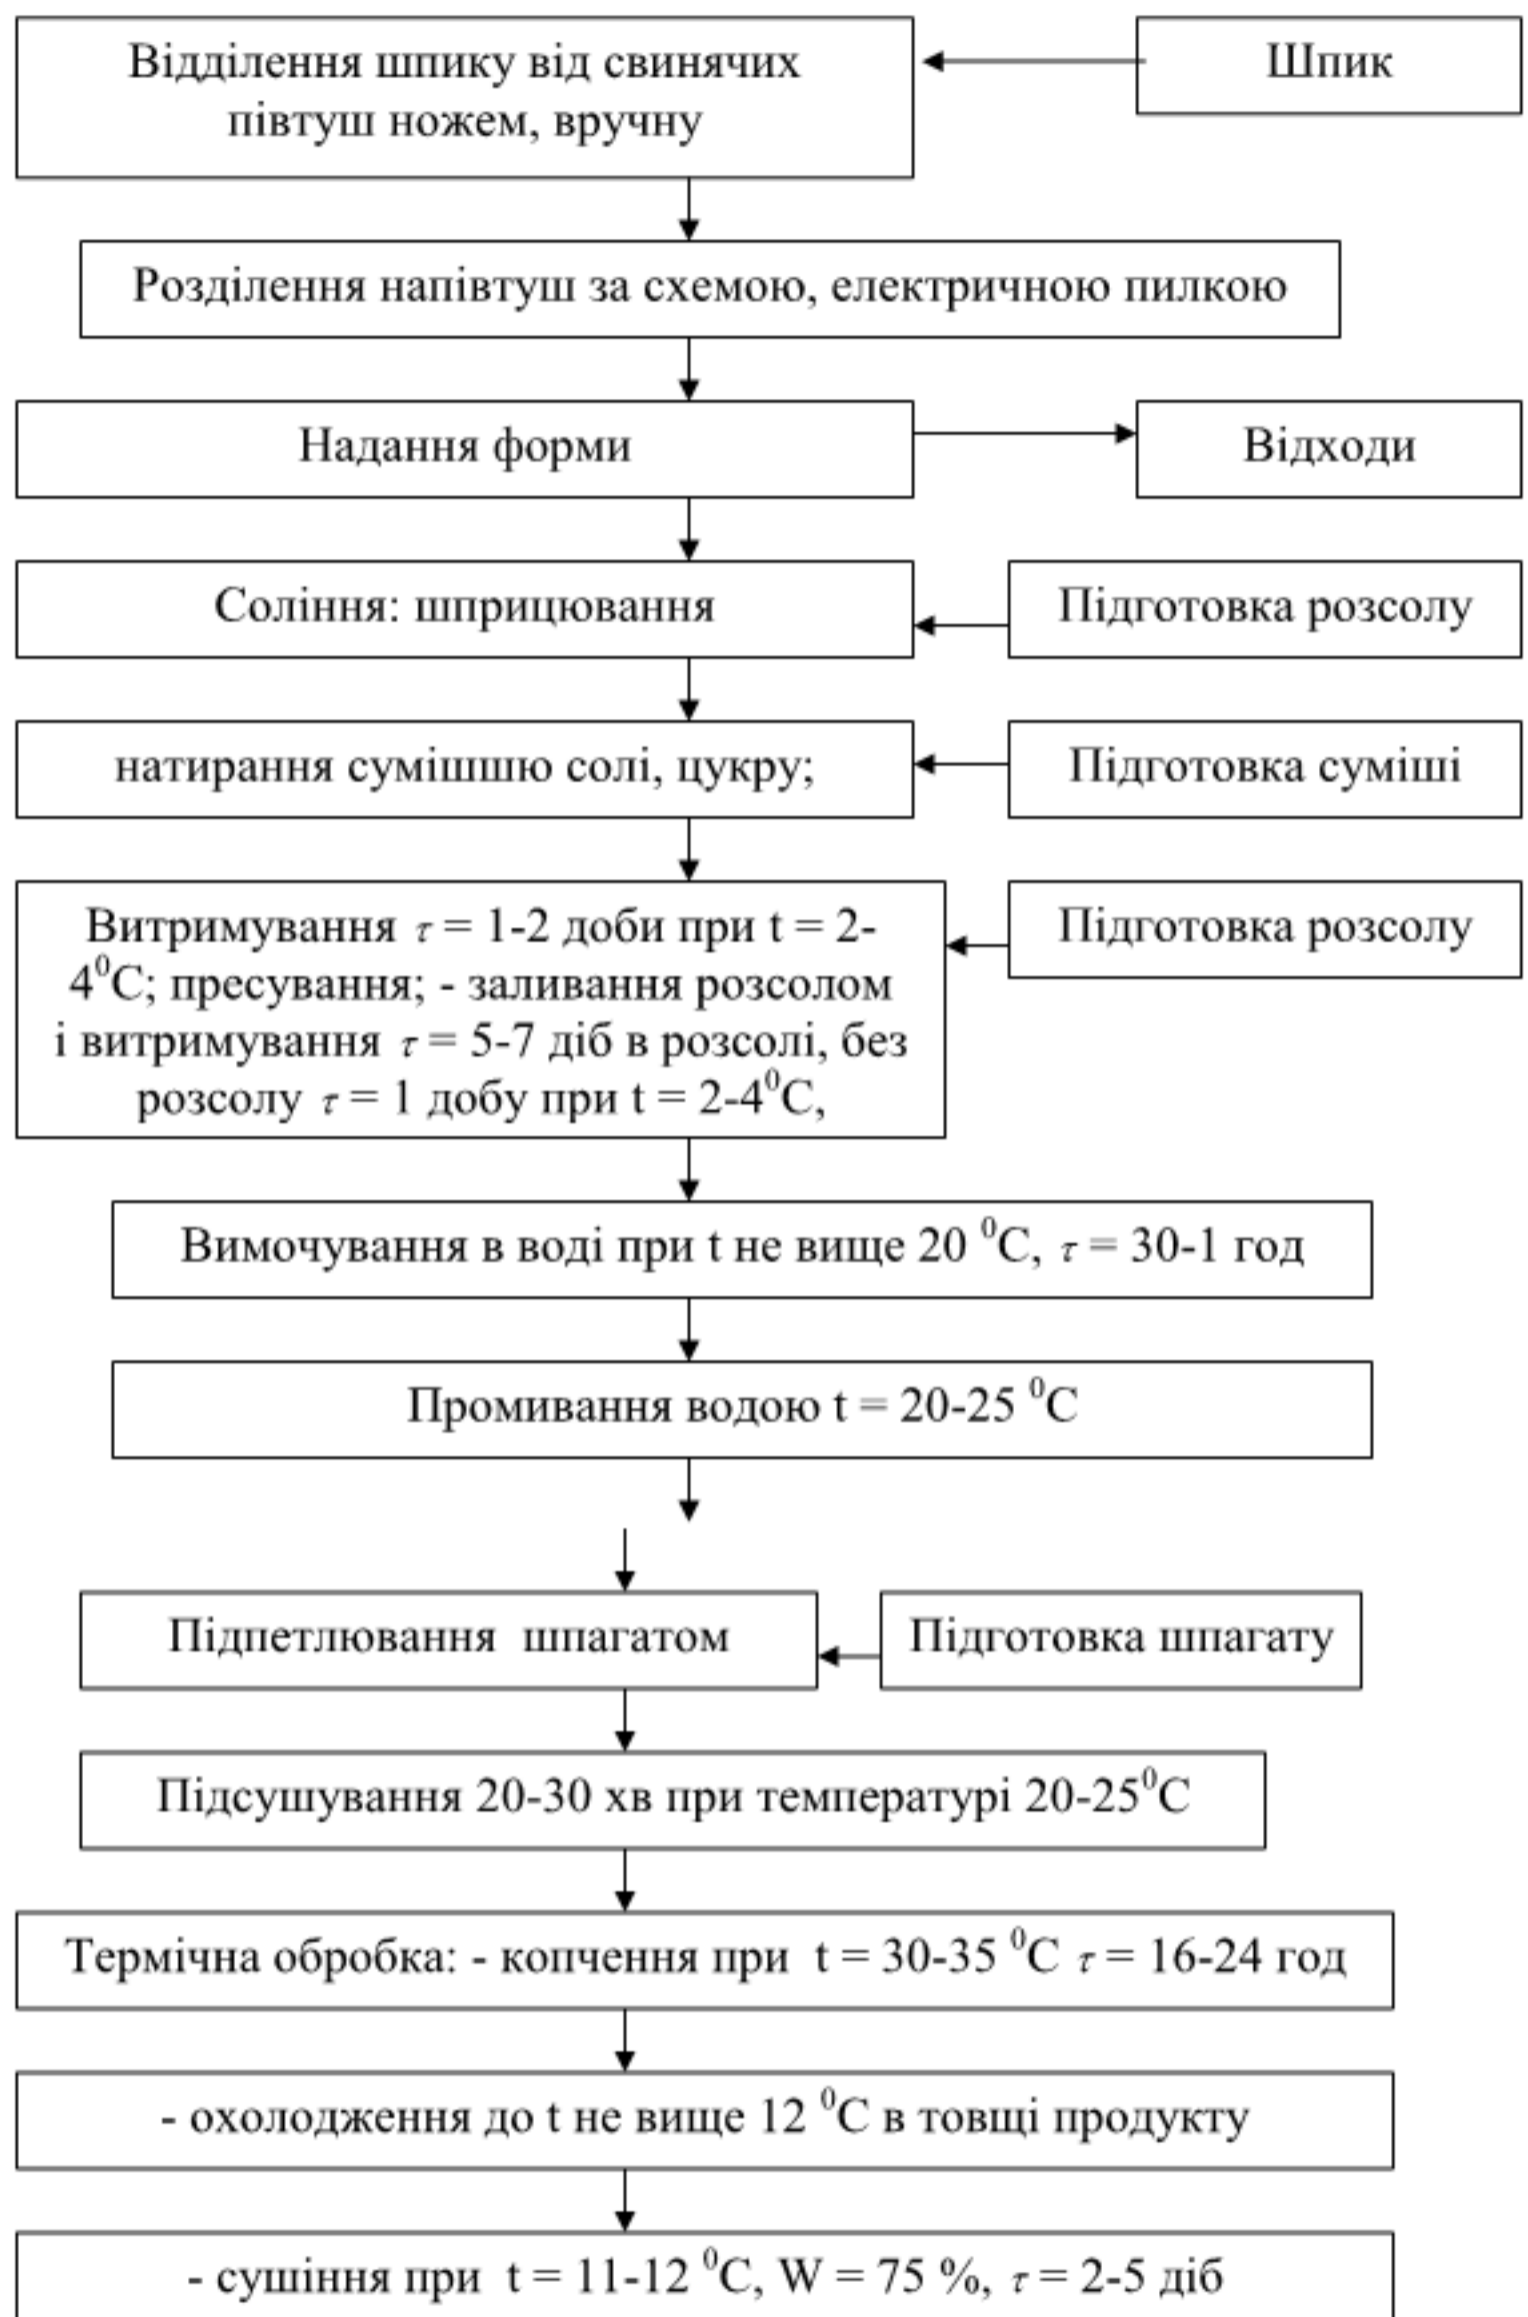 Відділення шпику від свинячих
півтуш ножем, вручну
Шпик
Розділення напівтуш за схемою, електричною пилкою
Надання форми
Відходи
Соління: шприцювання
Підготовка розсолу
натирання сумішшю солі, цукру;
Підготовка суміші
Витримування τ = 1-2 доби при t = 2-
4⁰С; пресування; - заливання розсолом
і витримування τ = 5-7 діб в розсолі, без
розсолу τ = 1 добу при t = 2-4⁰С,
Підготовка розсолу
Вимочування в воді при t не вище 20 ⁰С, τ = 30-1 год
Промивання водою t = 20-25 ⁰С
Підпетлювання шпагатом
Підготовка шпагату
Підсушування 20-30 хв при температурі 20-25⁰С
Термічна обробка: - копчення при t = 30-35 ⁰С τ = 16-24 год
- охолодження до t не вище 12 ⁰С в товщі продукту
- сушіння при t = 11-12 ⁰С, W = 75 %, τ = 2-5 діб